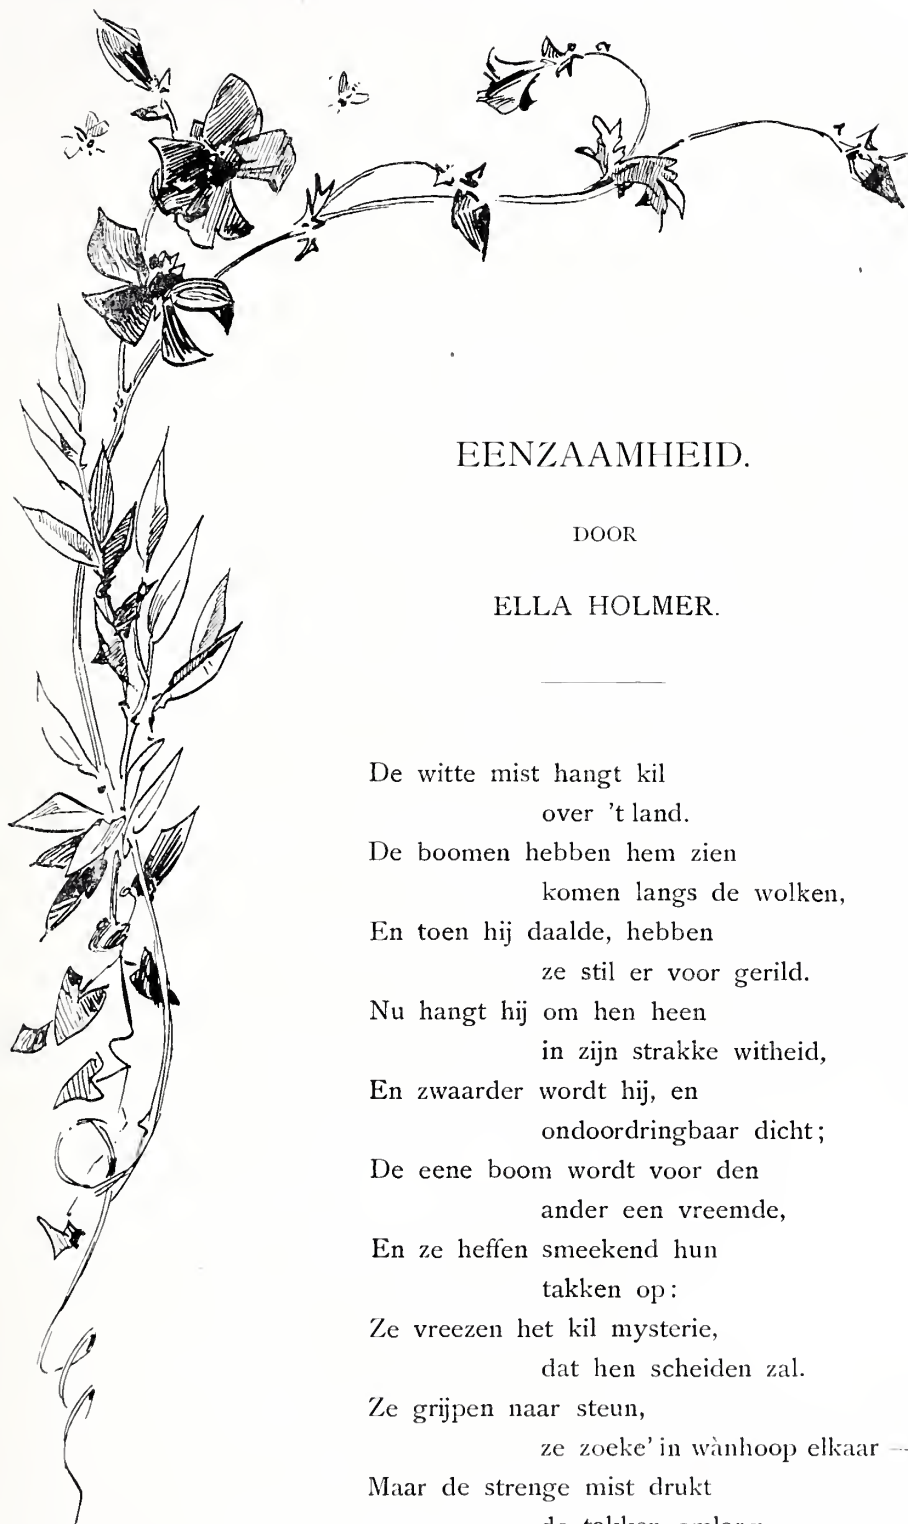 EENZAAMHEID.
DOOR
ELLA HOLMER.
De witte mist hangt kil
over 't land.
De boomen hebben hem zien
komen langs de wolken,
En toen hij daalde, hebben
ze stil er voor gerild.
Nu hangt hij om hen heen
in zijn strakke witheid,
En zwaarder wordt hij, en
ondoordringbaar dicht;
De eene boom wordt voor den
ander een vreemde,
En ze heffen smeekend hun
takken op:
Ze vreezen het kil mysterie,
dat hen scheiden zal.
Ze grijpen naar steun,
ze zoeke' in wànhoop elkaar —
Maar de strenge mist drukt